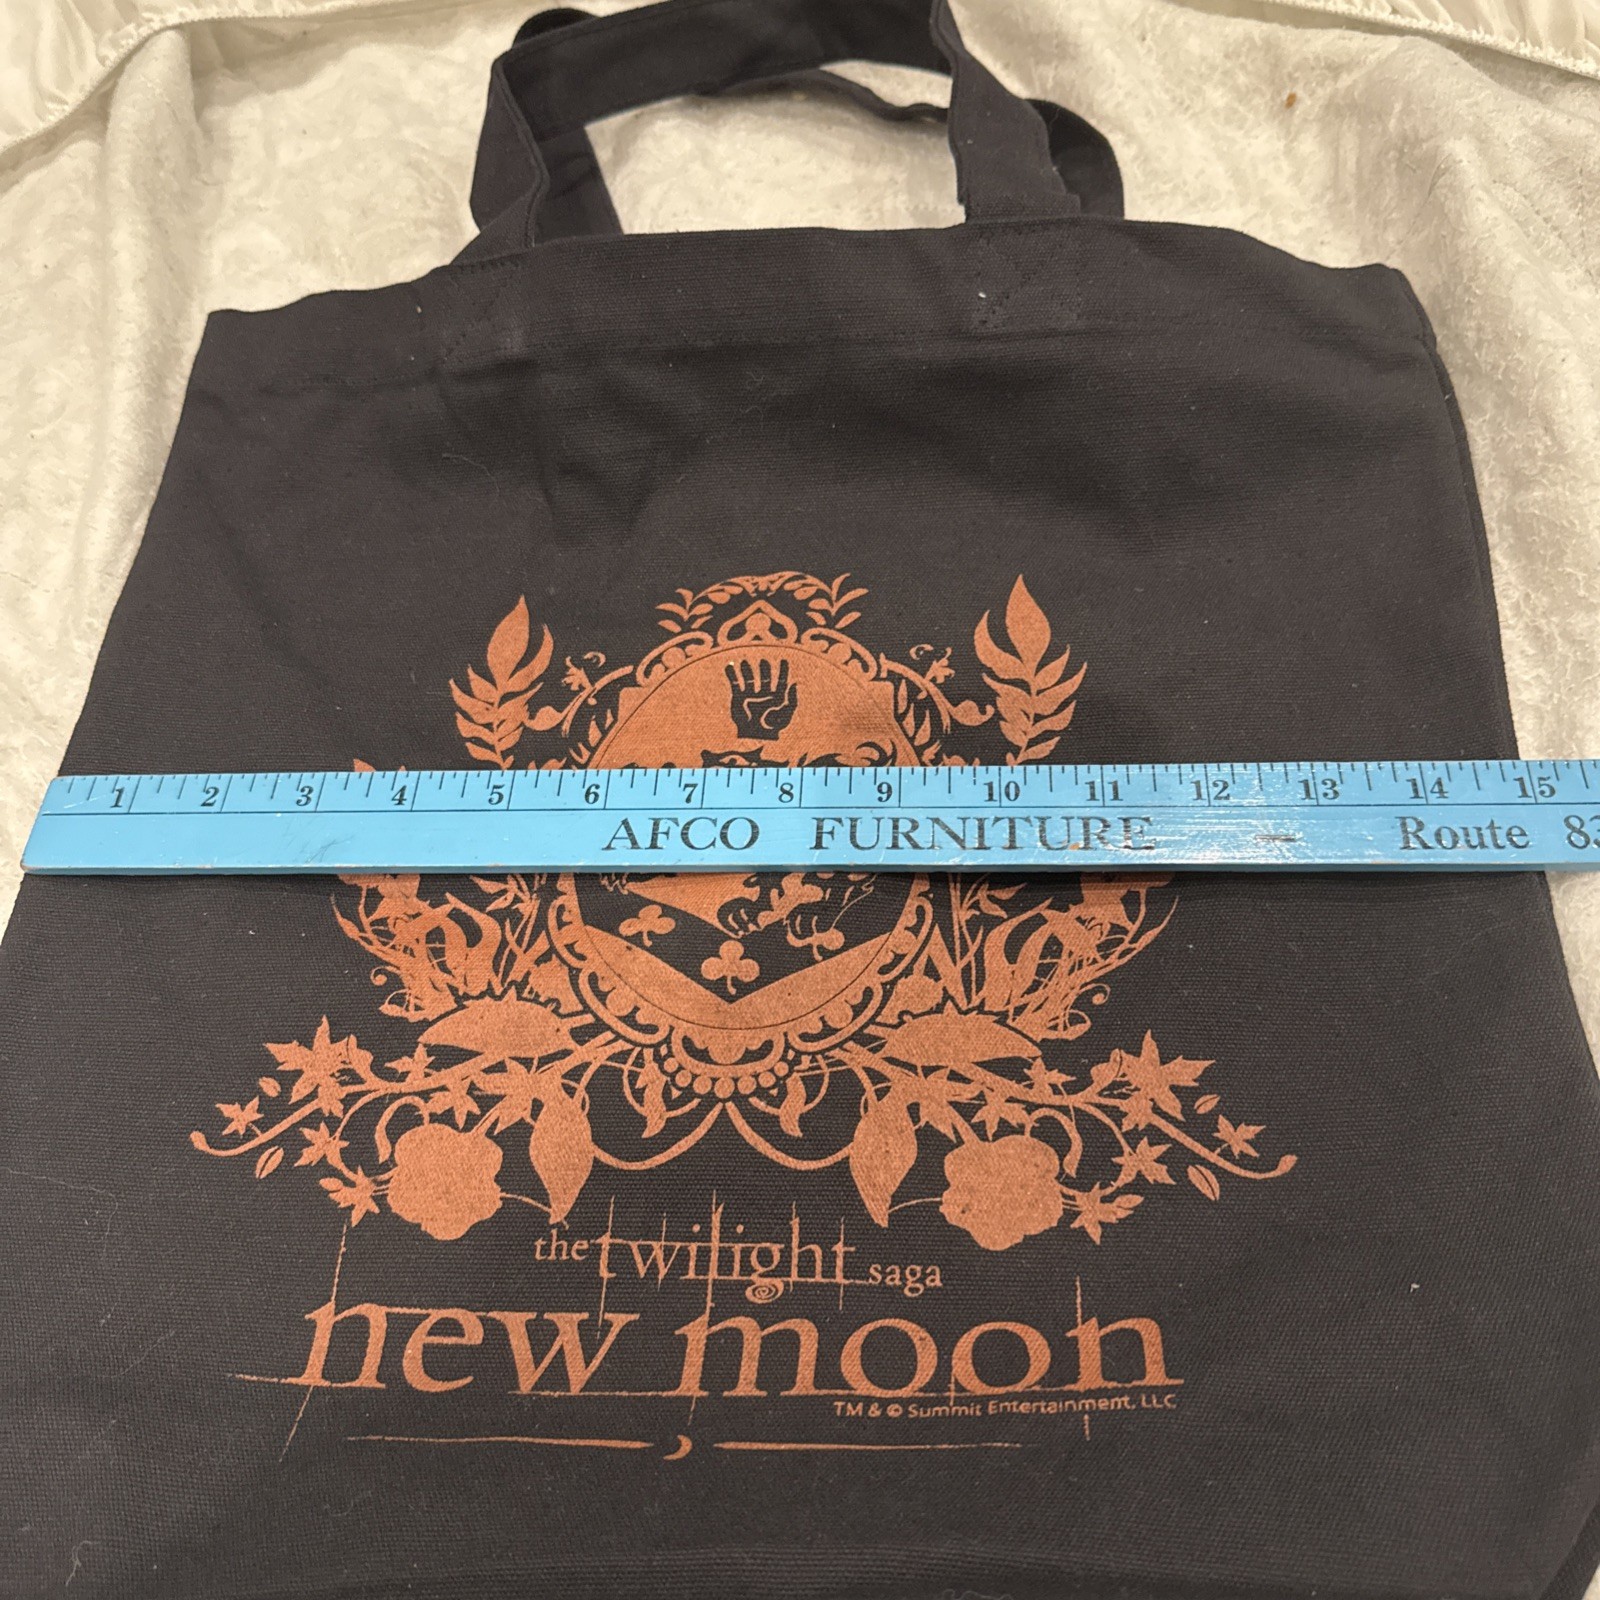 1 2 3 4 5 6 7 8 9 10 11 12 13 14 15
AFCO FURNITURE — Route 83
the twilight saga
new moon
TM & © Summit Entertainment, LLC